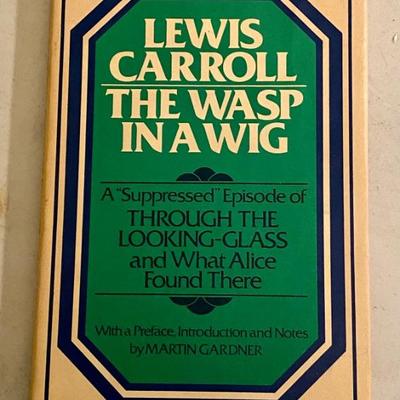 LEWIS
CARROLL
THE WASP
IN A WIG
A "Suppressed" Episode of
THROUGH THE
LOOKING-GLASS
and What Alice
Found There
With a Preface, Introduction and Notes
by MARTIN GARDNER